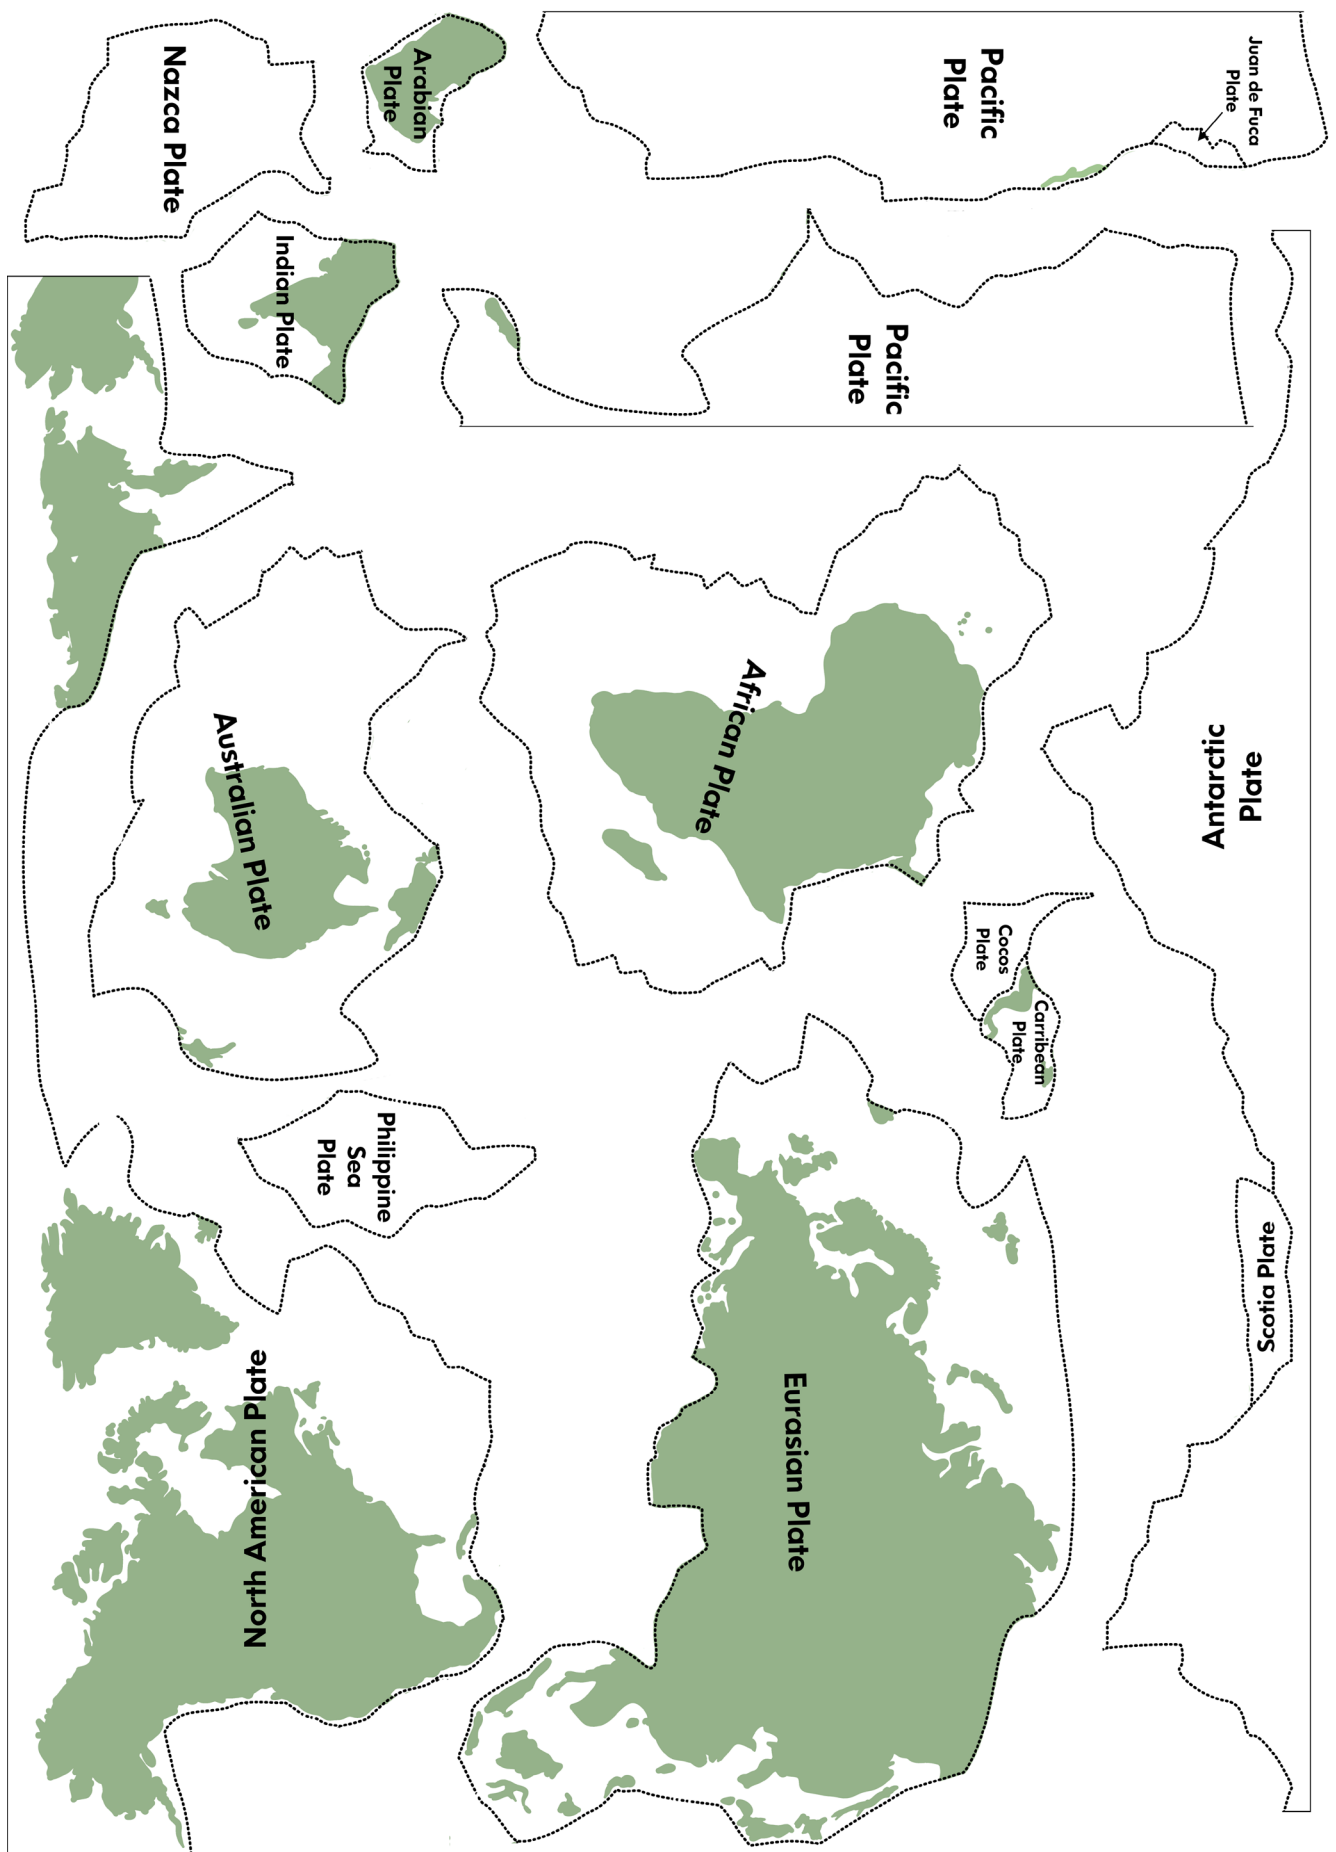 Nazca Plate
Arabian
Plate
Pacific
Plate
Juan de Fuca
Plate
Indian Plate
Pacific
Plate
Antarctic
Plate
African Plate
Australian Plate
Cocos
Plate
Carribean
Plate
Philippine
Sea
Plate
Scotia Plate
North American Plate
Eurasian Plate